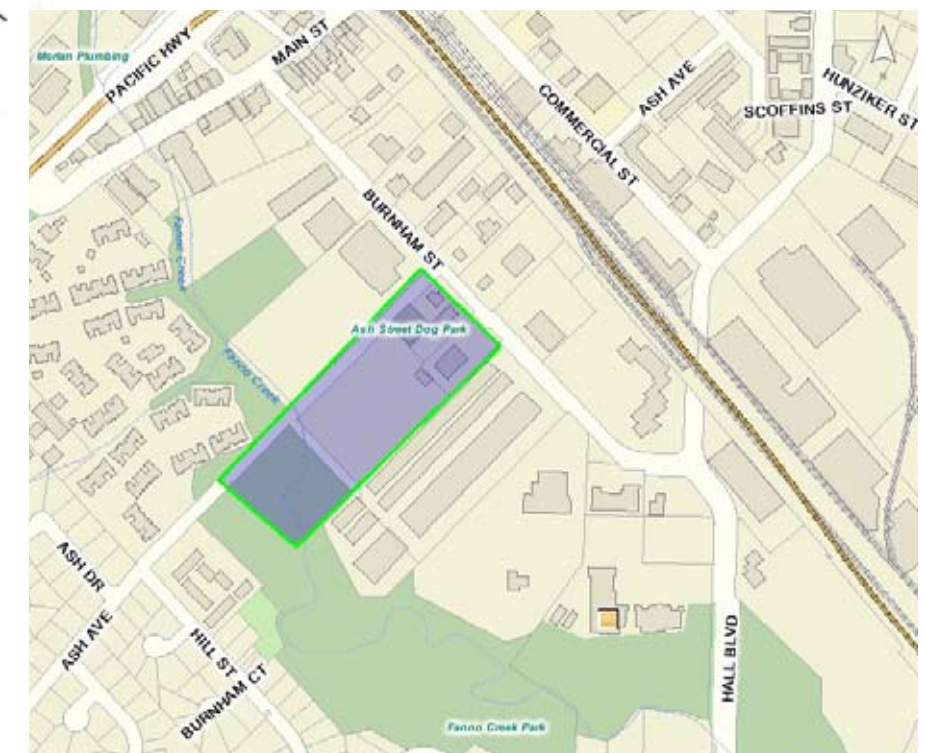 Morlan Plumbing
PACIFIC HWY
MAIN ST
ASH AVE
COMMERCIAL ST
SCOFFINS ST
HUNZIKER ST
BURNHAM ST
Fanno Creek
Ash Street Dog Park
Fanno Creek
ASH DR
ASH AVE
HILL ST
BURNHAM CT
HALL BLVD
Fanno Creek Park